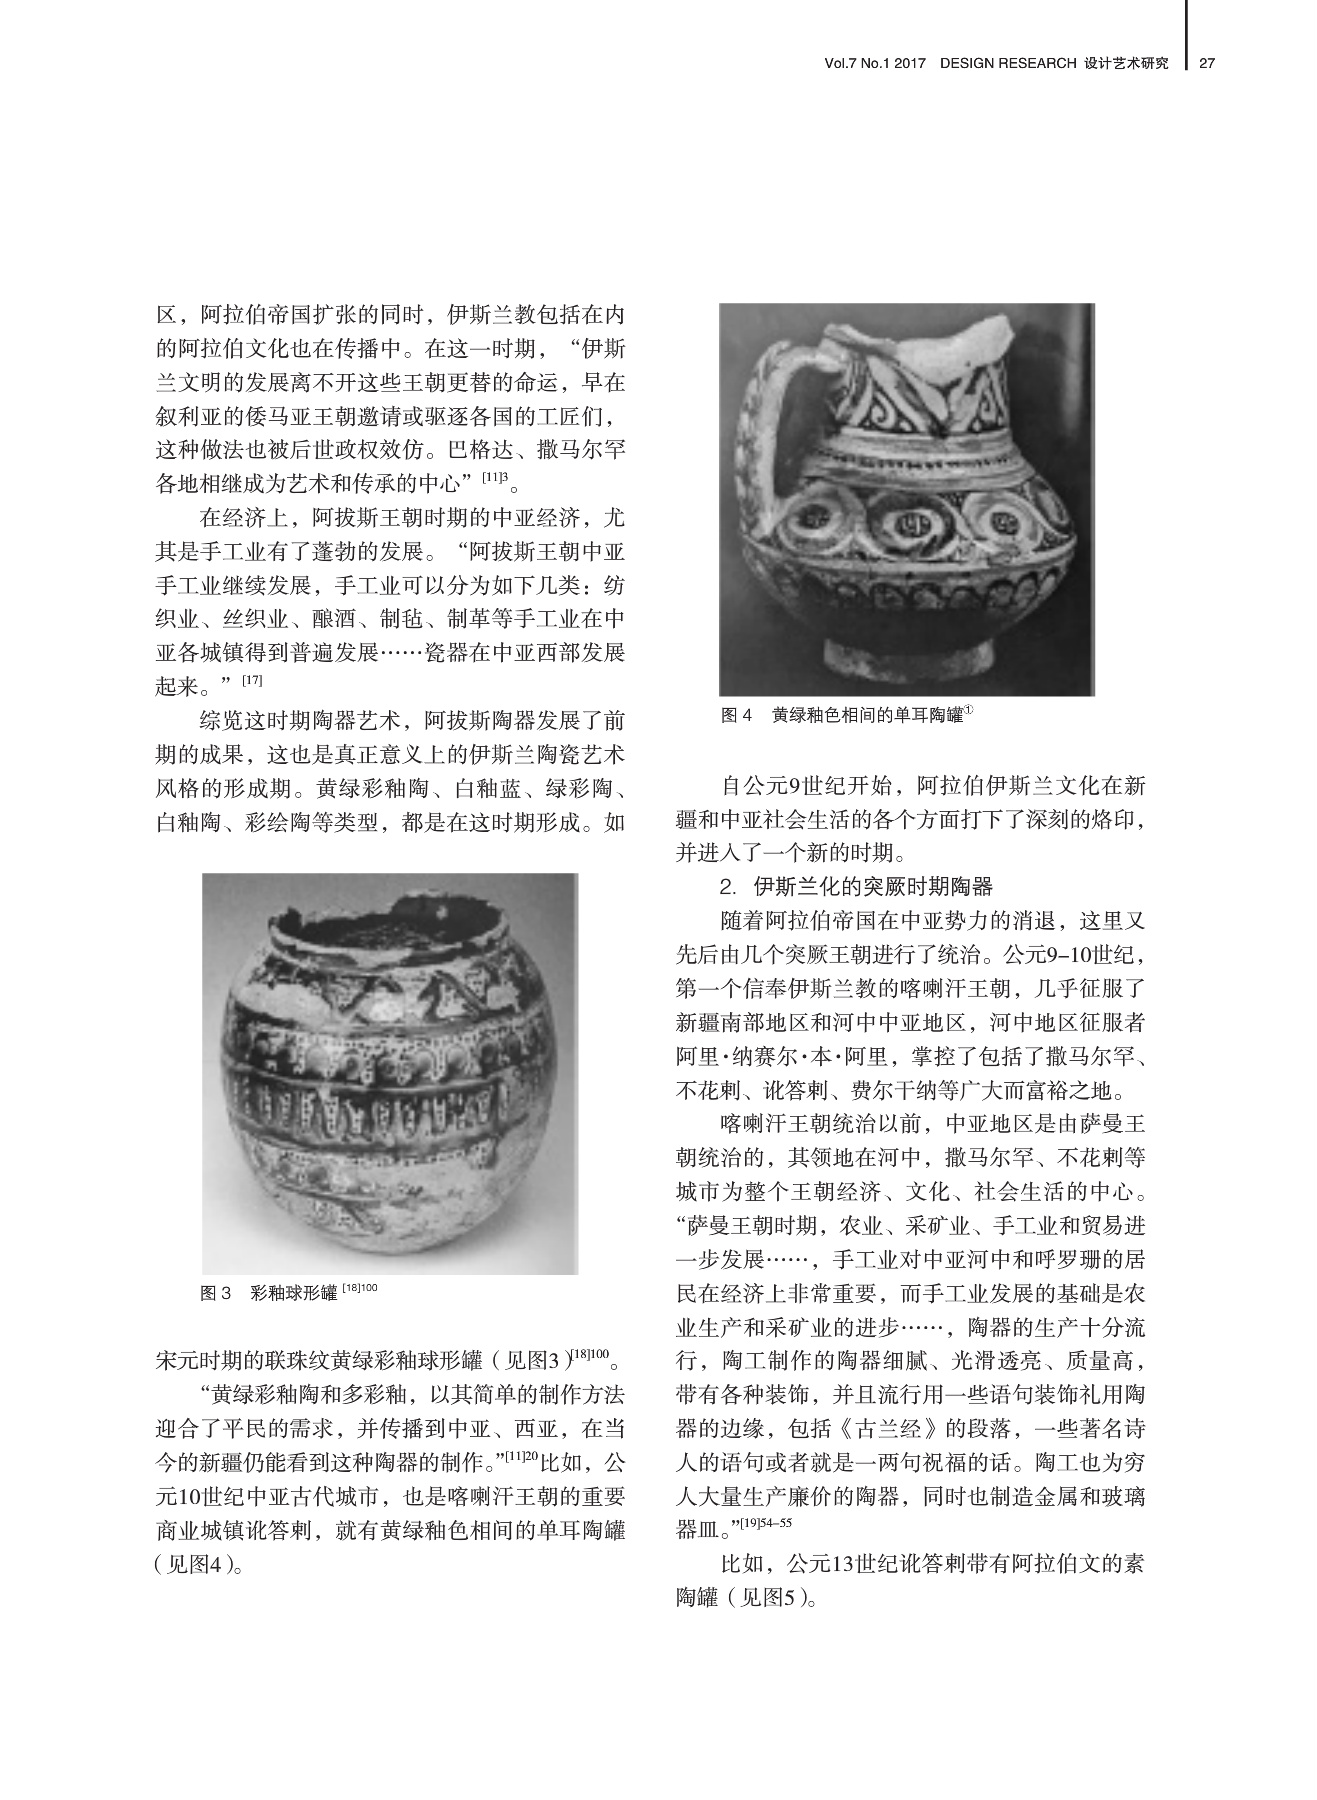 Vol.7 No.1 2017 DESIGN RESEARCH 设计艺术研究 27
区，阿拉伯帝国扩张的同时，伊斯兰教包括在内
的阿拉伯文化也在传播中。在这一时期，“伊斯
兰文明的发展离不开这些王朝更替的命运，早在
叙利亚的倭马亚王朝邀请或驱逐各国的工匠们，
这种做法也被后世政权效仿。巴格达、撒马尔罕
各地相继成为艺术和传承的中心”[11]3。
在经济上，阿拔斯王朝时期的中亚经济，尤
其是手工业有了蓬勃的发展。“阿拔斯王朝中亚
手工业继续发展，手工业可以分为如下几类：纺
织业、丝织业、酿酒、制毡、制革等手工业在中
亚各城镇得到普遍发展……瓷器在中亚西部发展
起来。”[17]
综览这时期陶器艺术，阿拔斯陶器发展了前
期的成果，这也是真正意义上的伊斯兰陶瓷艺术
风格的形成期。黄绿彩釉陶、白釉蓝、绿彩陶、
白釉陶、彩绘陶等类型，都是在这时期形成。如
图 3 彩釉球形罐 [18]100
宋元时期的联珠纹黄绿彩釉球形罐（见图3）[18]100。
“黄绿彩釉陶和多彩釉，以其简单的制作方法
迎合了平民的需求，并传播到中亚、西亚，在当
今的新疆仍能看到这种陶器的制作。”[11]20比如，公
元10世纪中亚古代城市，也是喀喇汗王朝的重要
商业城镇讹答剌，就有黄绿釉色相间的单耳陶罐
（见图4）。
图 4 黄绿釉色相间的单耳陶罐①
自公元9世纪开始，阿拉伯伊斯兰文化在新
疆和中亚社会生活的各个方面打下了深刻的烙印，
并进入了一个新的时期。
2. 伊斯兰化的突厥时期陶器
随着阿拉伯帝国在中亚势力的消退，这里又
先后由几个突厥王朝进行了统治。公元9–10世纪，
第一个信奉伊斯兰教的喀喇汗王朝，几乎征服了
新疆南部地区和河中中亚地区，河中地区征服者
阿里·纳赛尔·本·阿里，掌控了包括了撒马尔罕、
不花剌、讹答剌、费尔干纳等广大而富裕之地。
喀喇汗王朝统治以前，中亚地区是由萨曼王
朝统治的，其领地在河中，撒马尔罕、不花剌等
城市为整个王朝经济、文化、社会生活的中心。
“萨曼王朝时期，农业、采矿业、手工业和贸易进
一步发展……，手工业对中亚河中和呼罗珊的居
民在经济上非常重要，而手工业发展的基础是农
业生产和采矿业的进步……，陶器的生产十分流
行，陶工制作的陶器细腻、光滑透亮、质量高，
带有各种装饰，并且流行用一些语句装饰礼用陶
器的边缘，包括《古兰经》的段落，一些著名诗
人的语句或者就是一两句祝福的话。陶工也为穷
人大量生产廉价的陶器，同时也制造金属和玻璃
器皿。”[19]54–55
比如，公元13世纪讹答剌带有阿拉伯文的素
陶罐（见图5）。